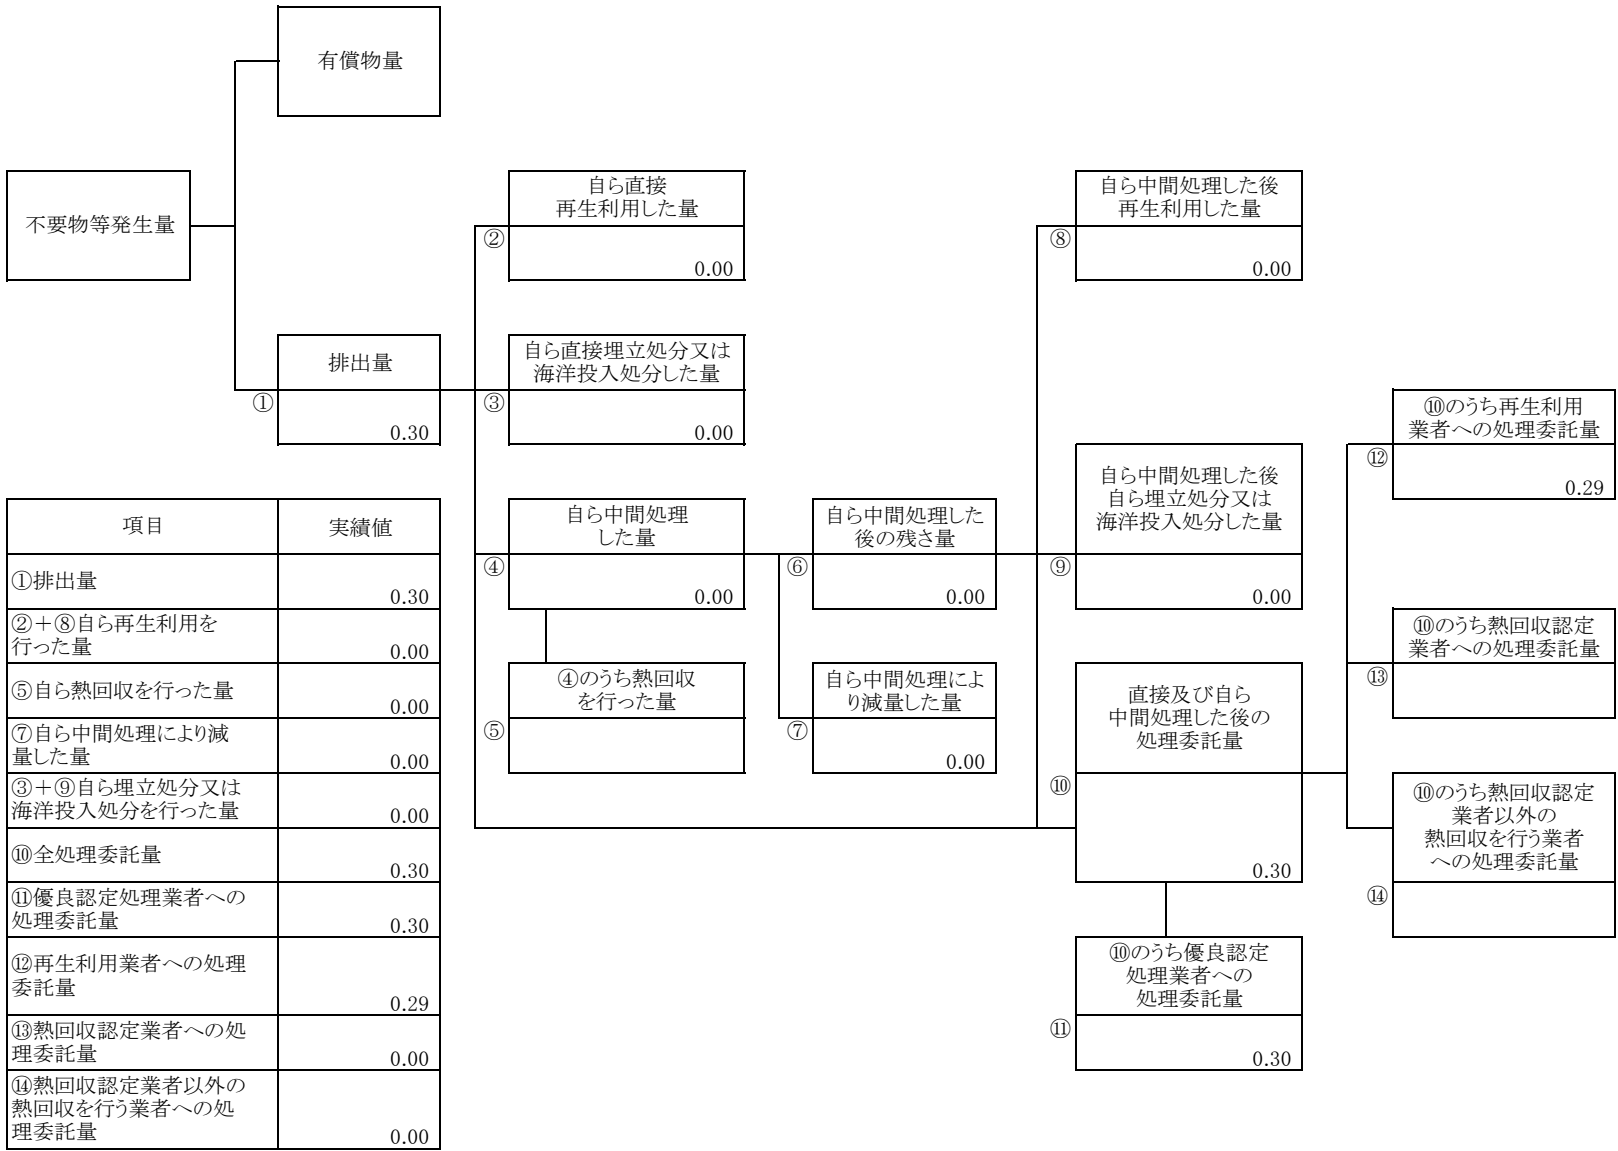 有償物量
不要物等発生量
自ら直接
再生利用した量
②
0.00
自ら中間処理した後
再生利用した量
⑧
0.00
排出量
①
0.30
自ら直接埋立処分又は
海洋投入処分した量
③
0.00
⑩のうち再生利用
業者への処理委託量
⑫
0.29
自ら中間処理
した量
④
0.00
自ら中間処理した
後の残さ量
⑥
0.00
自ら中間処理した後
自ら埋立処分又は
海洋投入処分した量
⑨
0.00
⑩のうち熱回収認定
業者への処理委託量
⑬
④のうち熱回収
を行った量
⑤
自ら中間処理によ
り減量した量
⑦
0.00
直接及び自ら
中間処理した後の
処理委託量
⑩
0.30
⑩のうち熱回収認定
業者以外の
熱回収を行う業者
への処理委託量
⑭
⑩のうち優良認定
処理業者への
処理委託量
⑪
0.30
項目 実績値
①排出量
0.30
②＋⑧自ら再生利用を
行った量
0.00
⑤自ら熱回収を行った量
0.00
⑦自ら中間処理により減
量した量
0.00
③＋⑨自ら埋立処分又は
海洋投入処分を行った量
0.00
⑩全処理委託量
0.30
⑪優良認定処理業者への
処理委託量
0.30
⑫再生利用業者への処理
委託量
0.29
⑬熱回収認定業者への処
理委託量
0.00
⑭熱回収認定業者以外の
熱回収を行う業者への処
理委託量
0.00